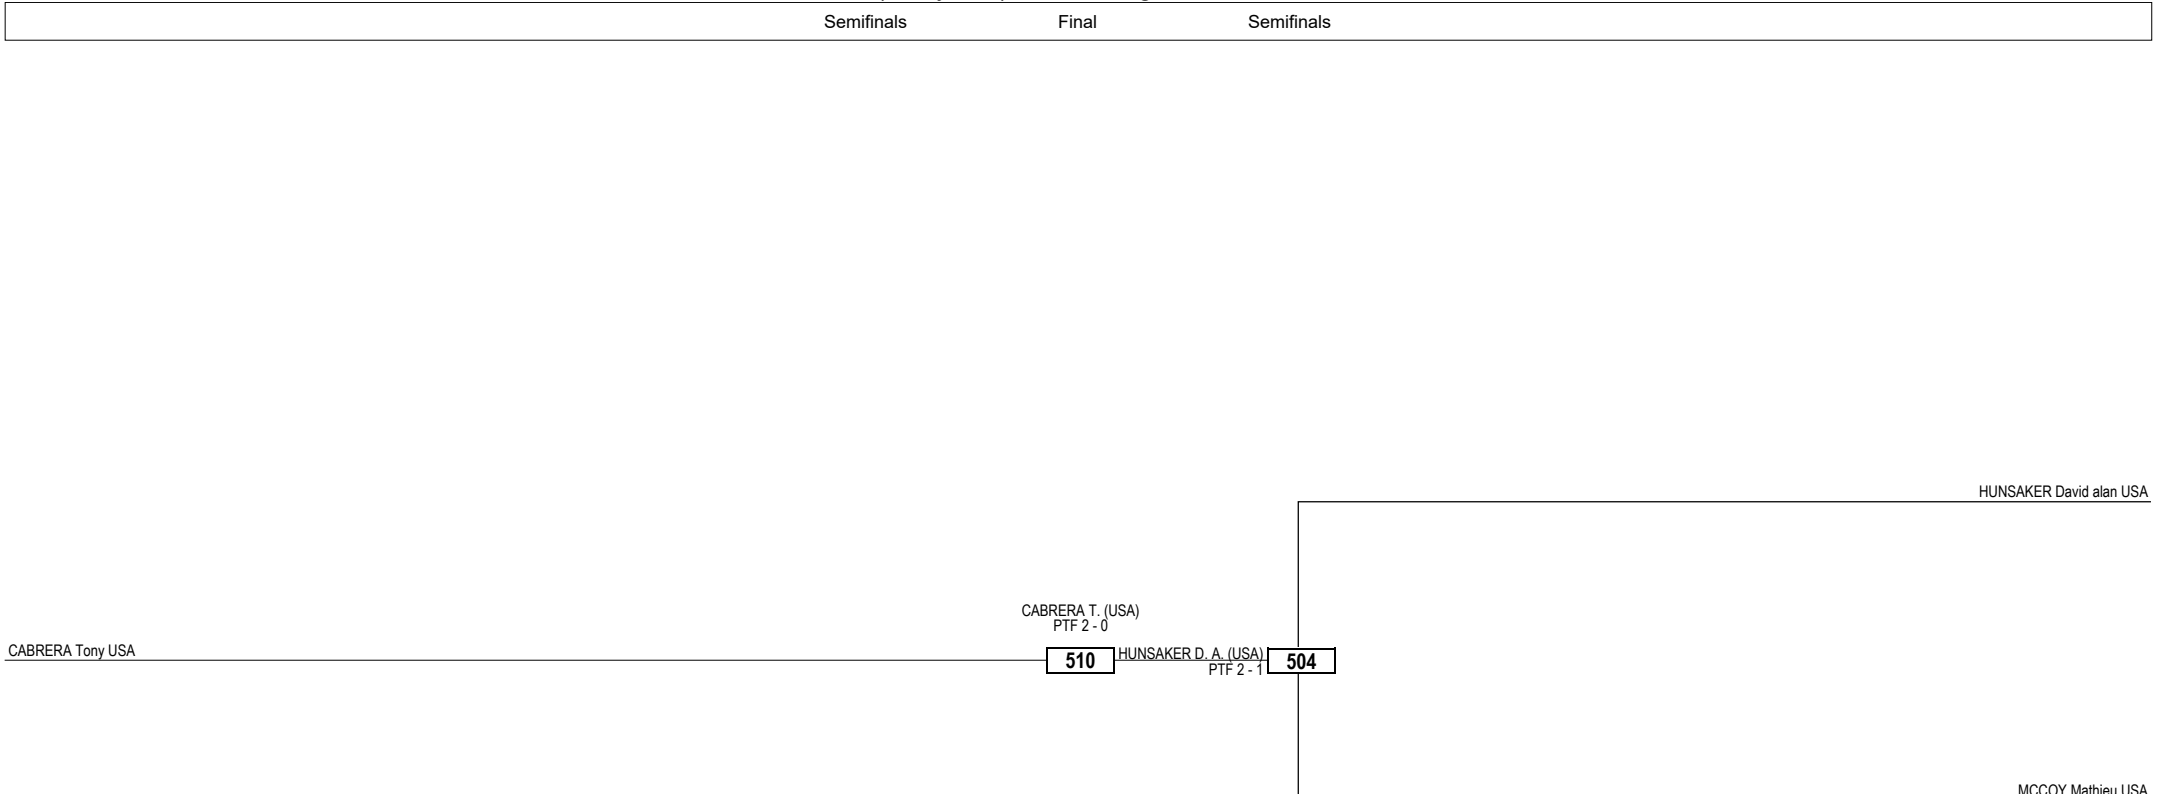 Semifinals Final Semifinals
HUNSAKER David alan USA
CABRERA T. (USA)
PTF 2 - 0
CABRERA Tony USA
510
HUNSAKER D. A. (USA)
PTF 2 - 1
504
MCCOY Mathieu USA